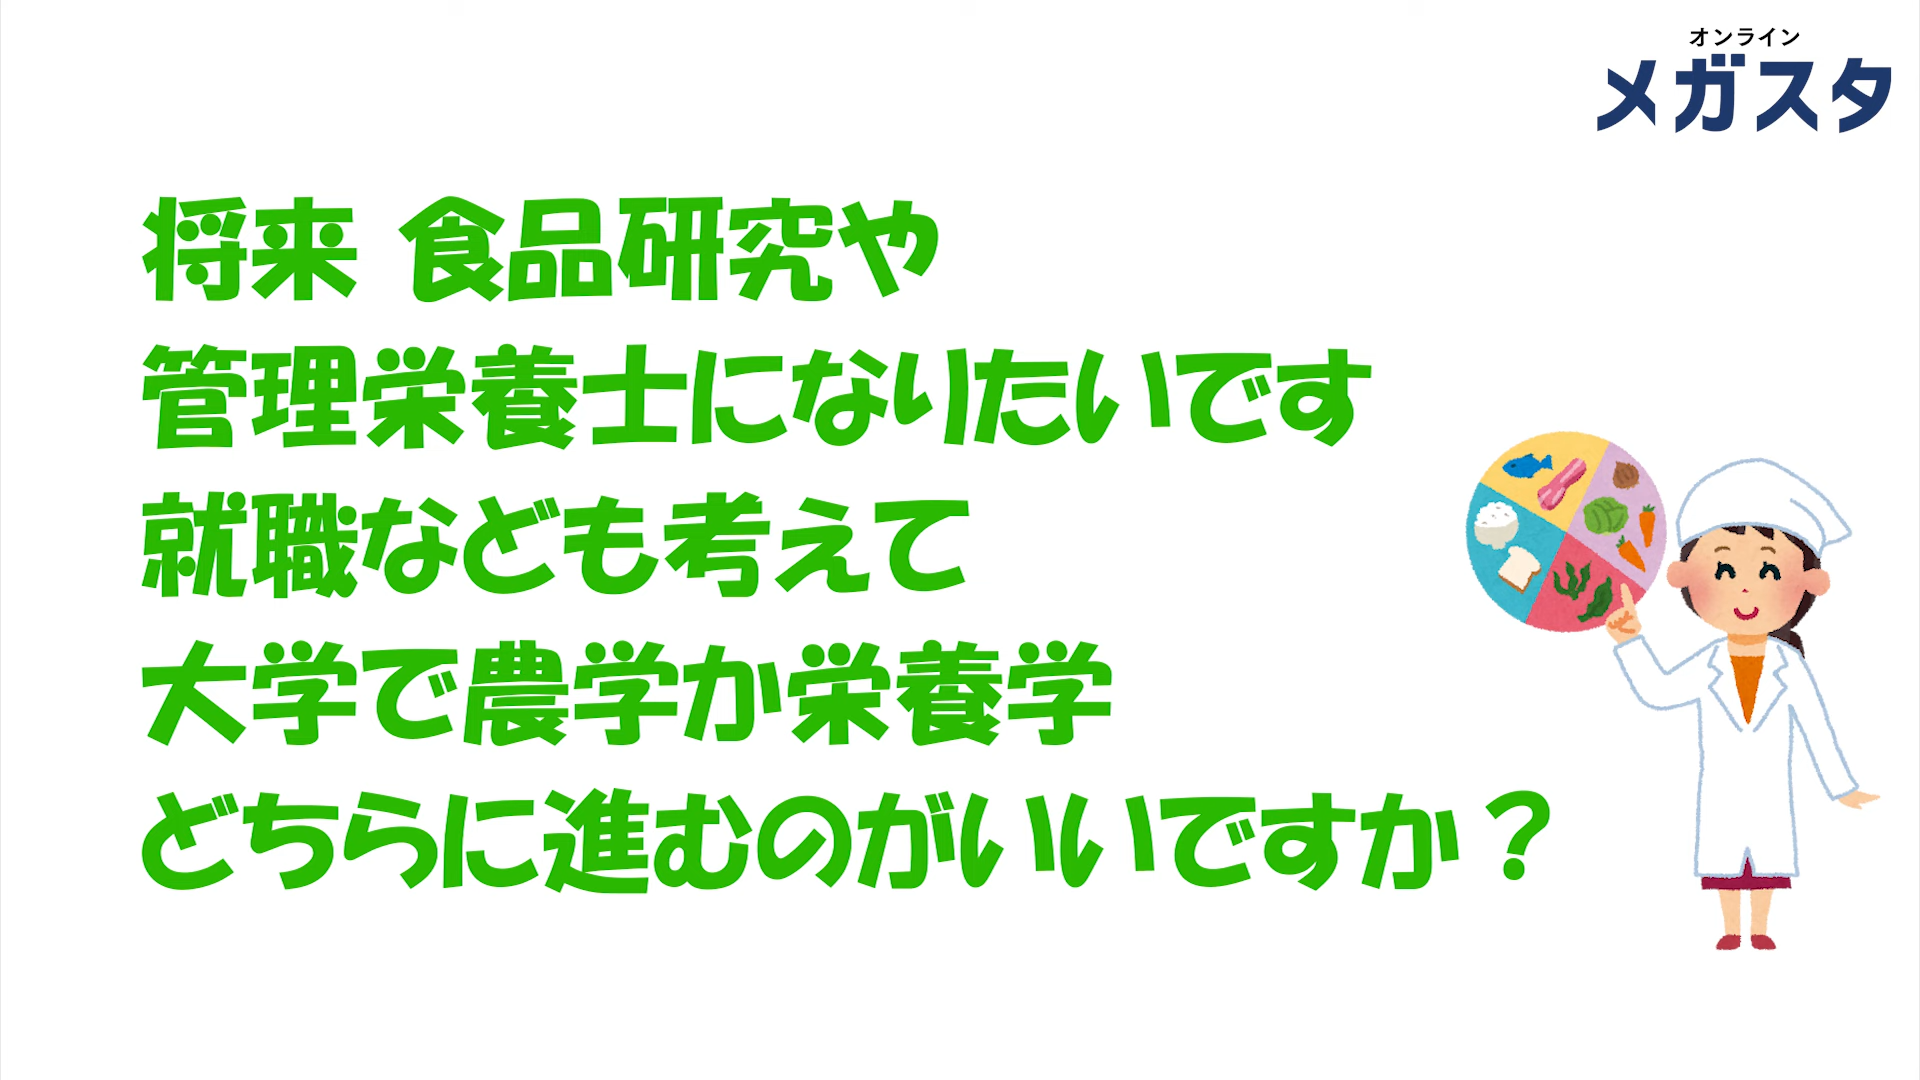 オンライン
メガスタ
将来 食品研究や
管理栄養士になりたいです
就職なども考えて
大学で農学か栄養学
どちらに進むのがいいですか？